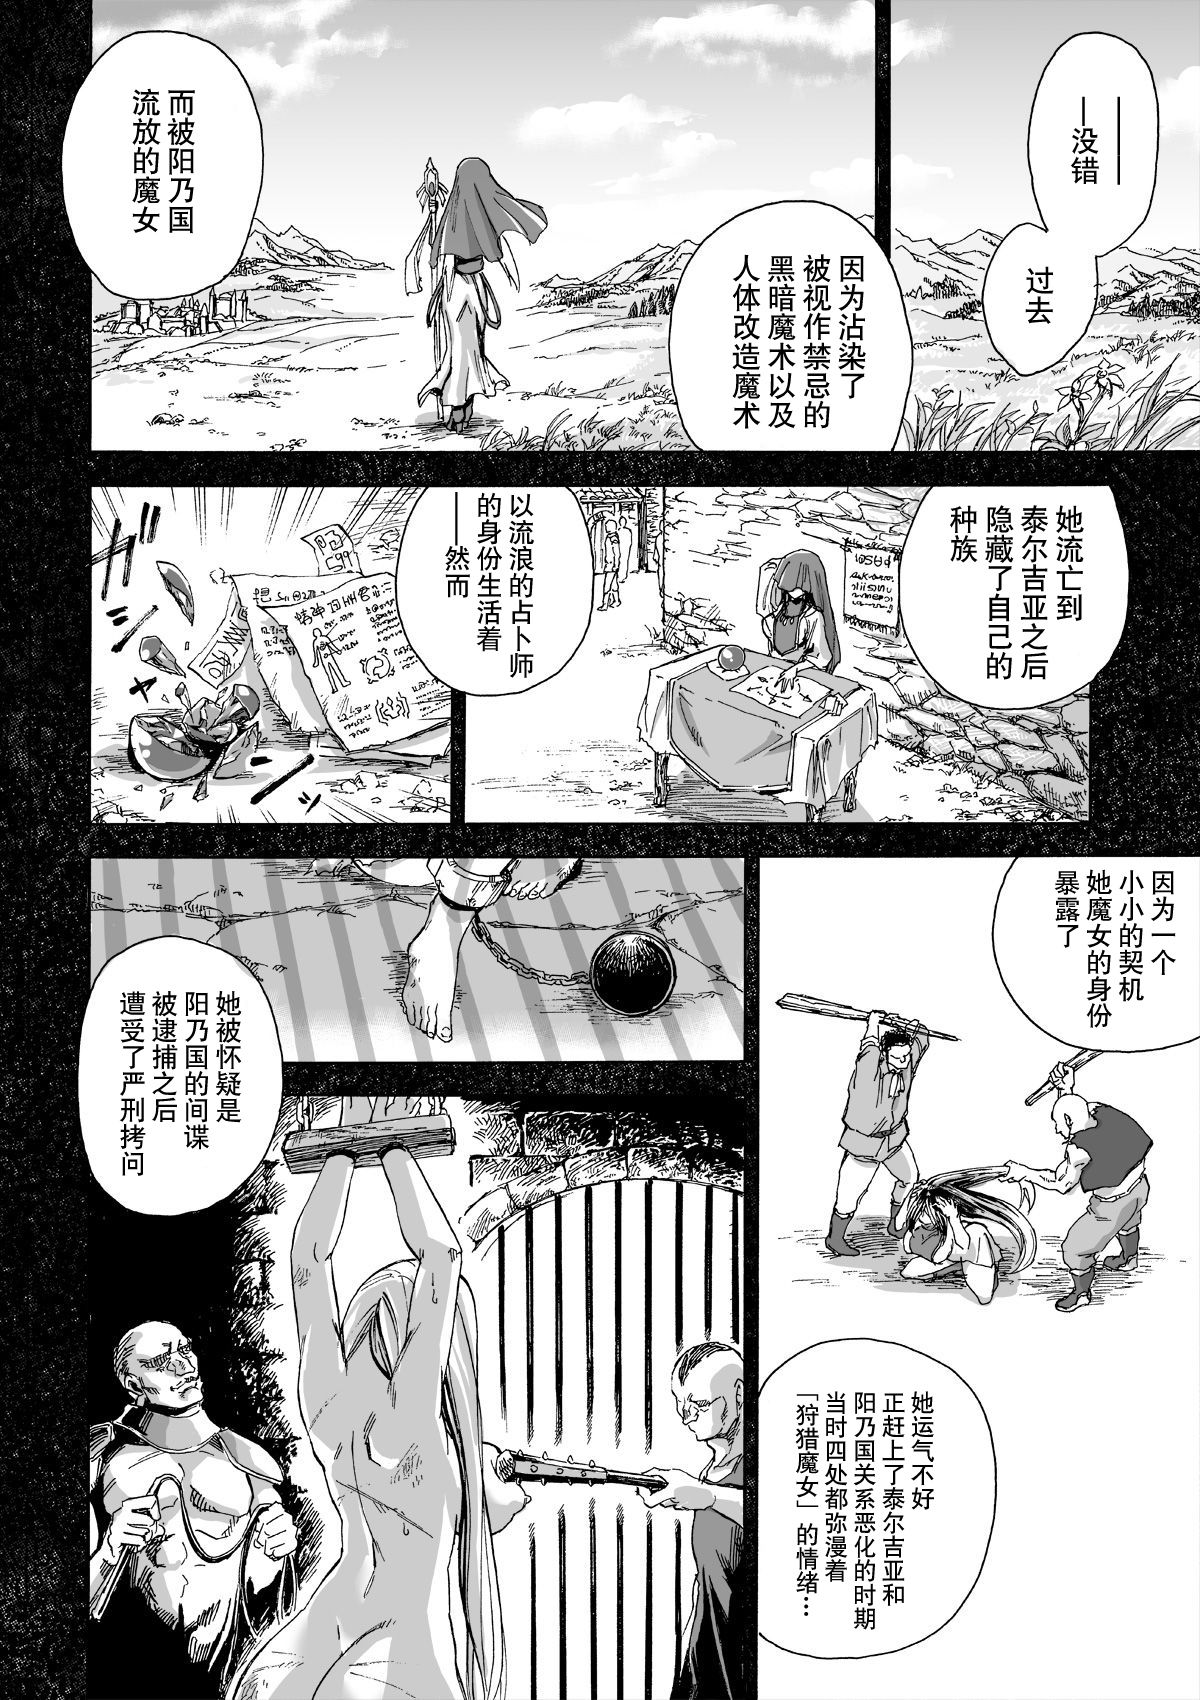 ——
—没错
过去
因为沾染了
被视作禁忌的
黑暗魔术以及
人体改造魔术
而被阳乃国
流放的魔女
她流亡到
泰尔吉亚之后
隐藏了自己的
种族
以流浪的占卜师
的身份生活着
——然而
ガシャン
因为一个
小小的契机
她魔女的身份
暴露了
她运气不好
正赶上了泰尔吉亚和
阳乃国关系恶化的时期
当时四处都弥漫着
「狩猎魔女」的情绪…
她被怀疑是
阳乃国的间谍
被逮捕之后
遭受了严刑拷问